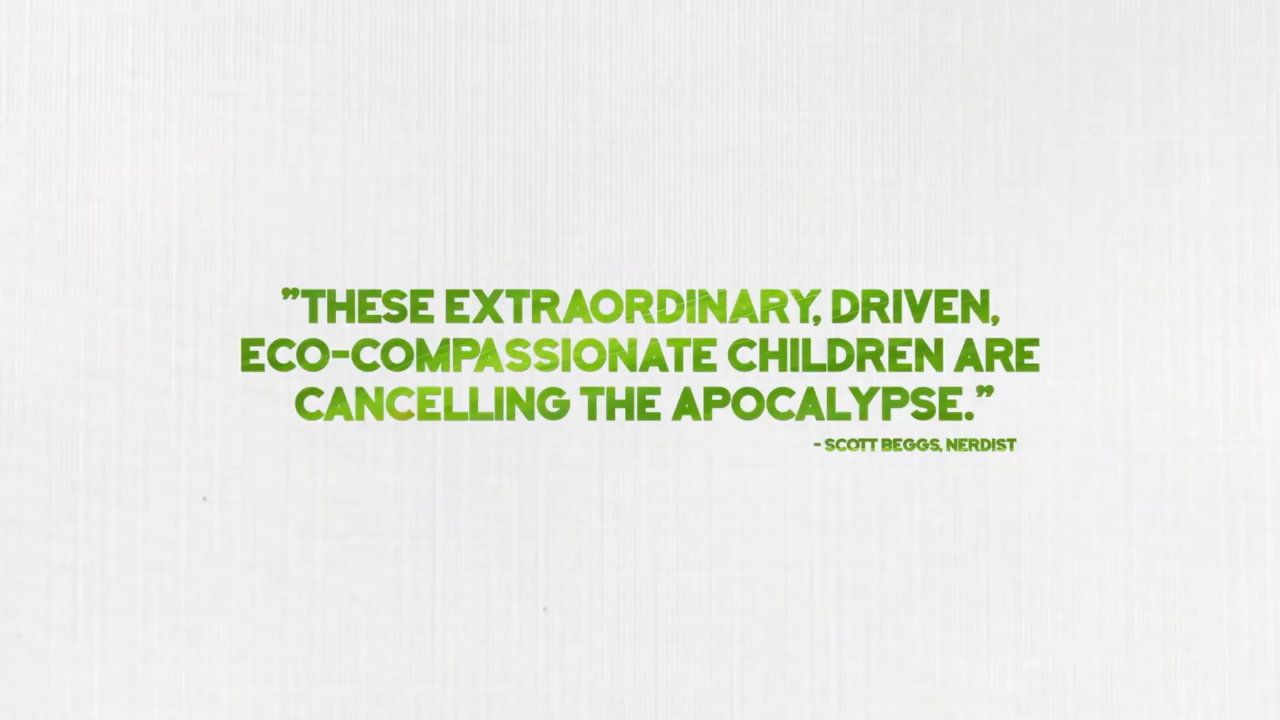 ”THESE EXTRAORDINARY, DRIVEN,
ECO-COMPASSIONATE CHILDREN ARE
CANCELLING THE APOCALYPSE.”
- SCOTT BEGGS, NERDIST